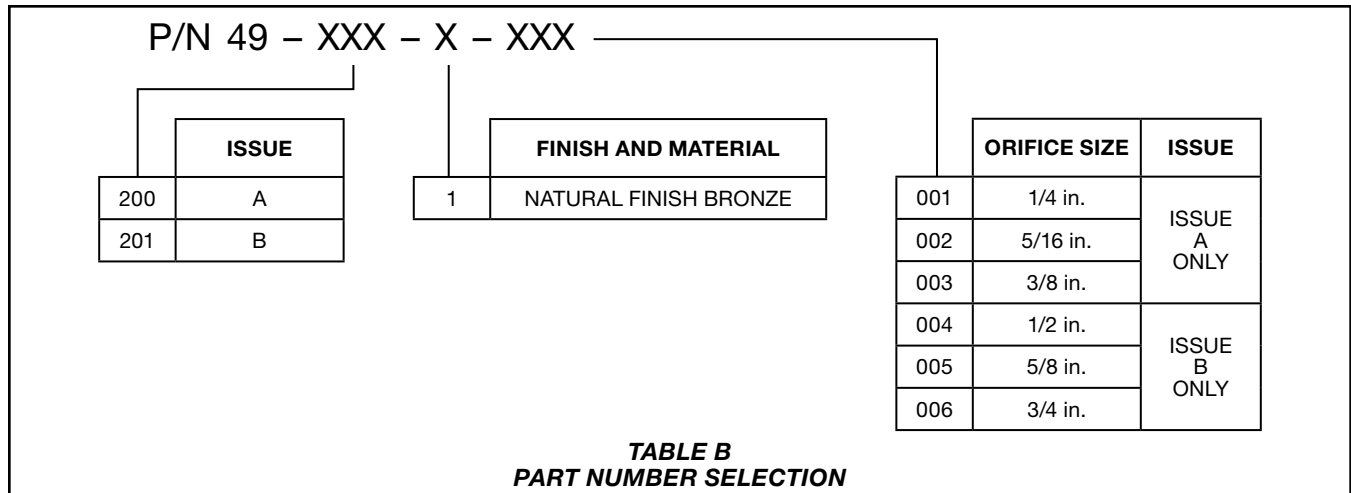 P/N 49 – XXX – X – XXX
ISSUE
200 A
201 B
FINISH AND MATERIAL
1 NATURAL FINISH BRONZE
ORIFICE SIZE ISSUE
001 1/4 in.
002 5/16 in.
003 3/8 in.
ISSUE
A
ONLY
004 1/2 in.
005 5/8 in.
006 3/4 in.
ISSUE
B
ONLY
TABLE B
PART NUMBER SELECTION